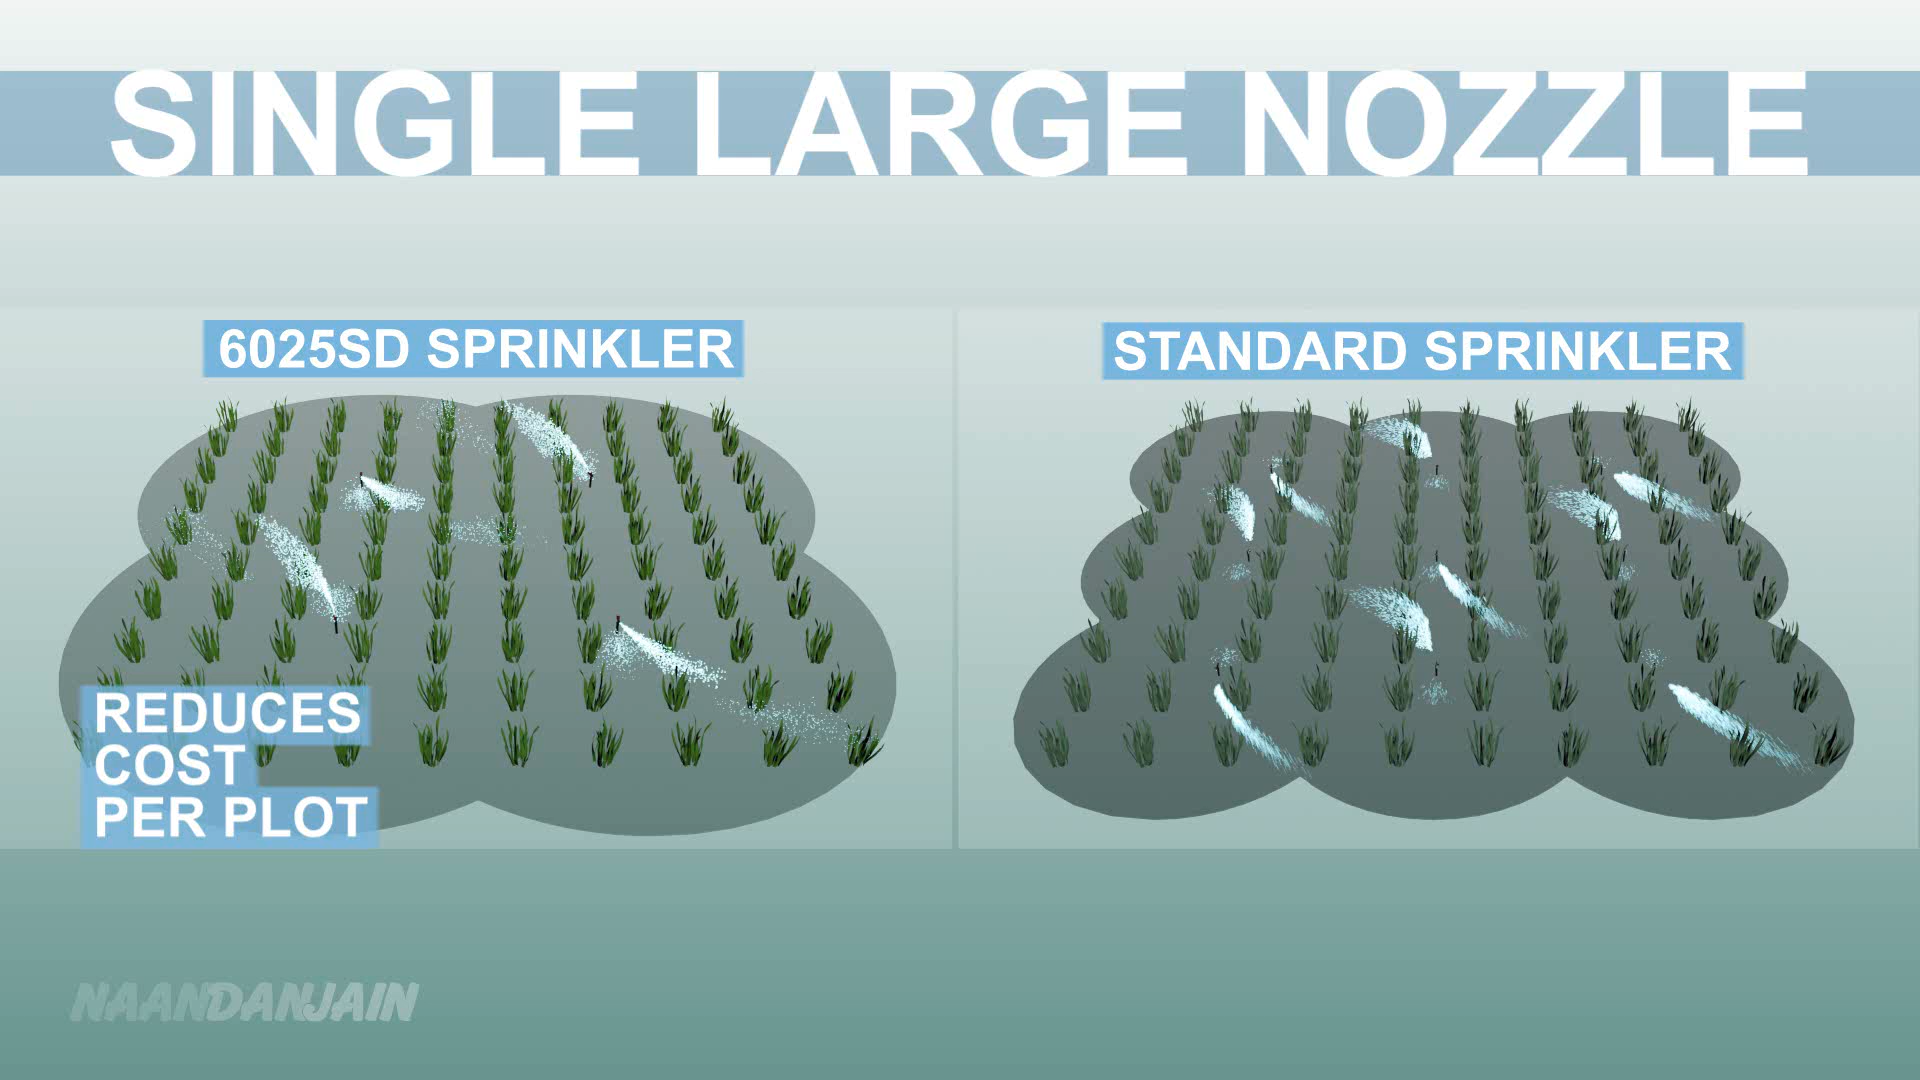 SINGLE LARGE NOZZLE
6025SD SPRINKLER
STANDARD SPRINKLER
REDUCES
COST
PER PLOT
NAANDANJAIN